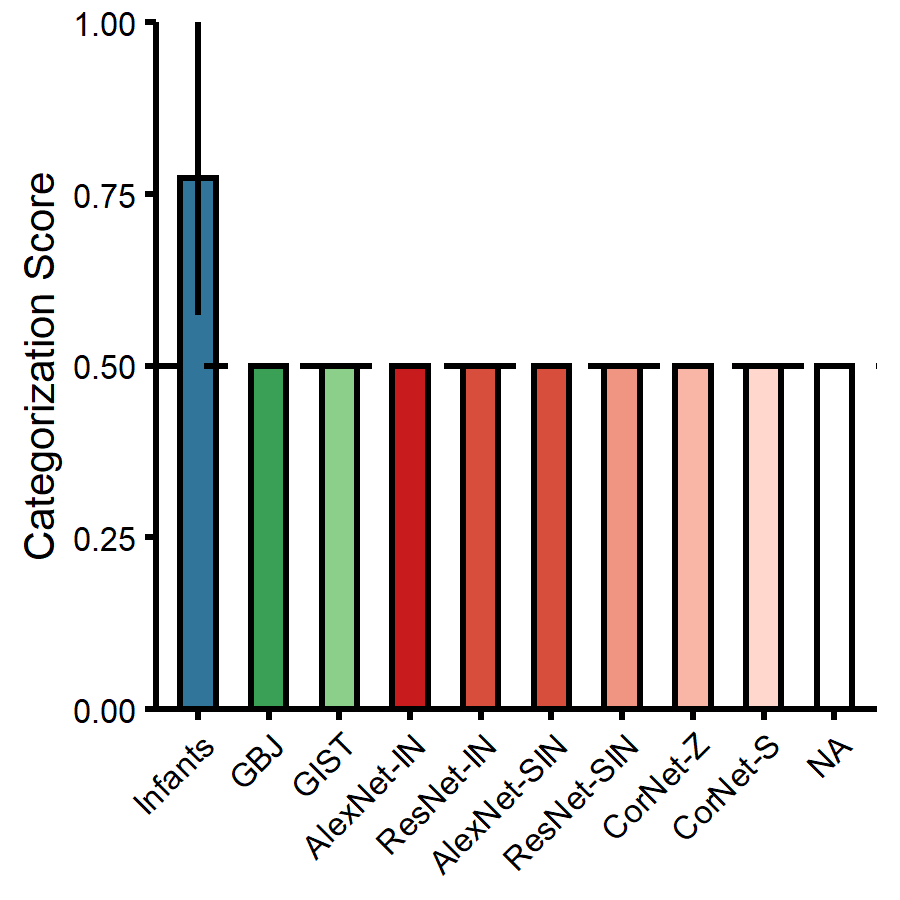 Categorization Score
1.00
0.75
0.50
0.25
0.00
Infants
GBJ
GIST
AlexNet-IN
ResNet-IN
AlexNet-SIN
ResNet-SIN
CorNet-Z
CorNet-S
NA